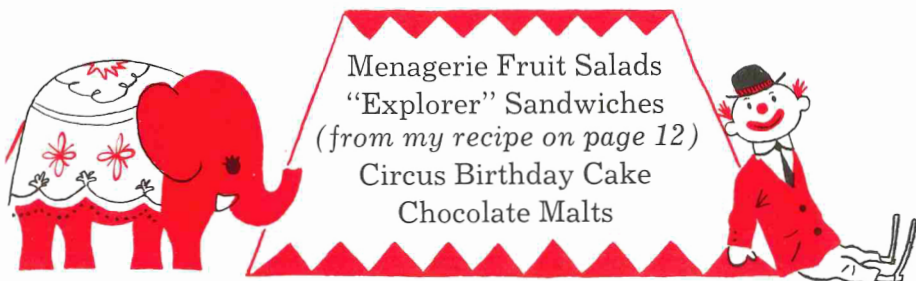 Menagerie Fruit Salads
“Explorer” Sandwiches
(from my recipe on page 12)
Circus Birthday Cake
Chocolate Malts